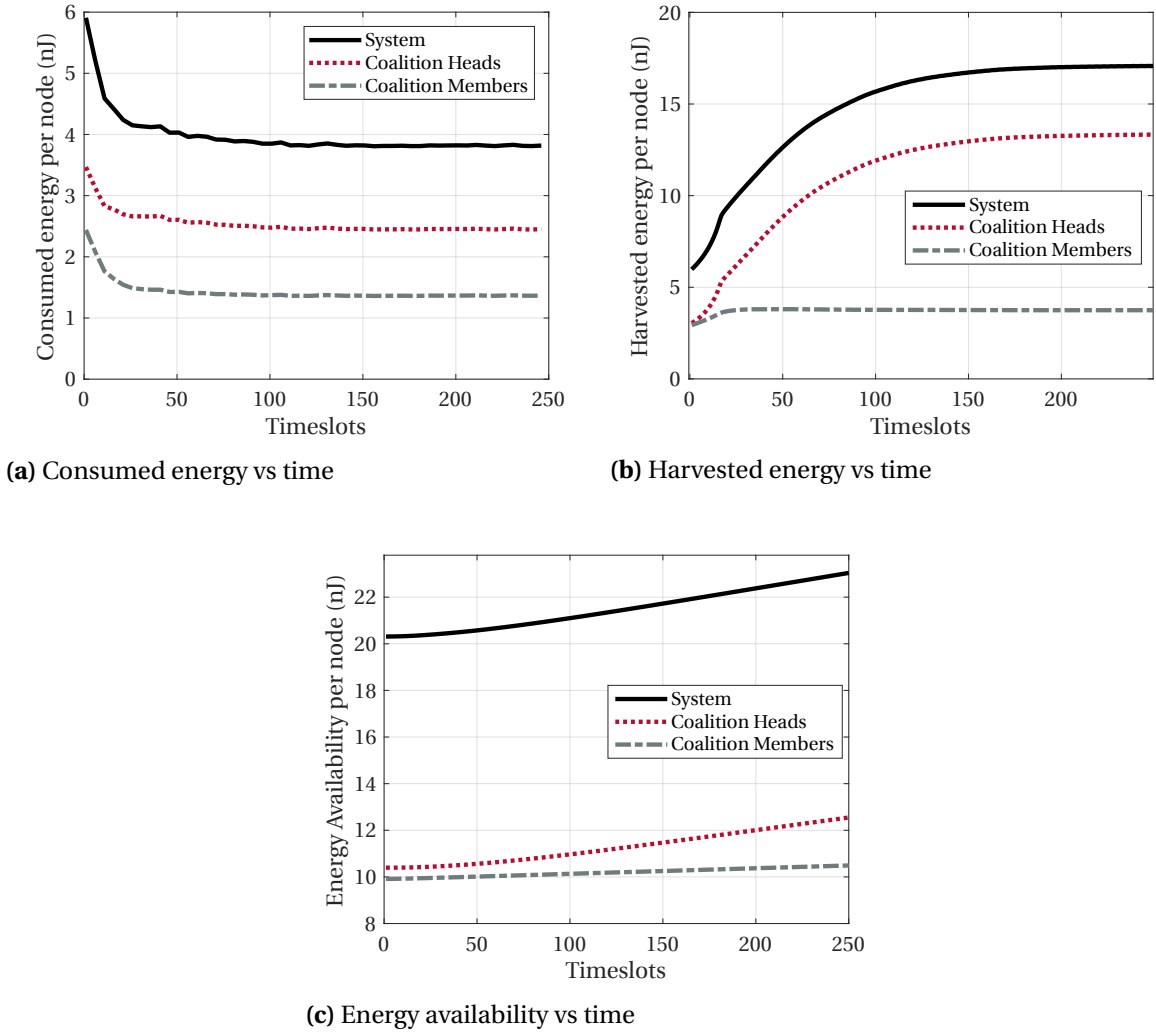 Consumed energy per node (nJ)
6
5
4
3
2
1
0
0 50 100 150 200 250
Timeslots
System
Coalition Heads
Coalition Members
(a) Consumed energy vs time
Harvested energy per node (nJ)
20
15
10
5
0
0 50 100 150 200
Timeslots
System
Coalition Heads
Coalition Members
(b) Harvested energy vs time
Energy Availability per node (nJ)
22
20
18
16
14
12
10
8
0 50 100 150 200 250
Timeslots
System
Coalition Heads
Coalition Members
(c) Energy availability vs time